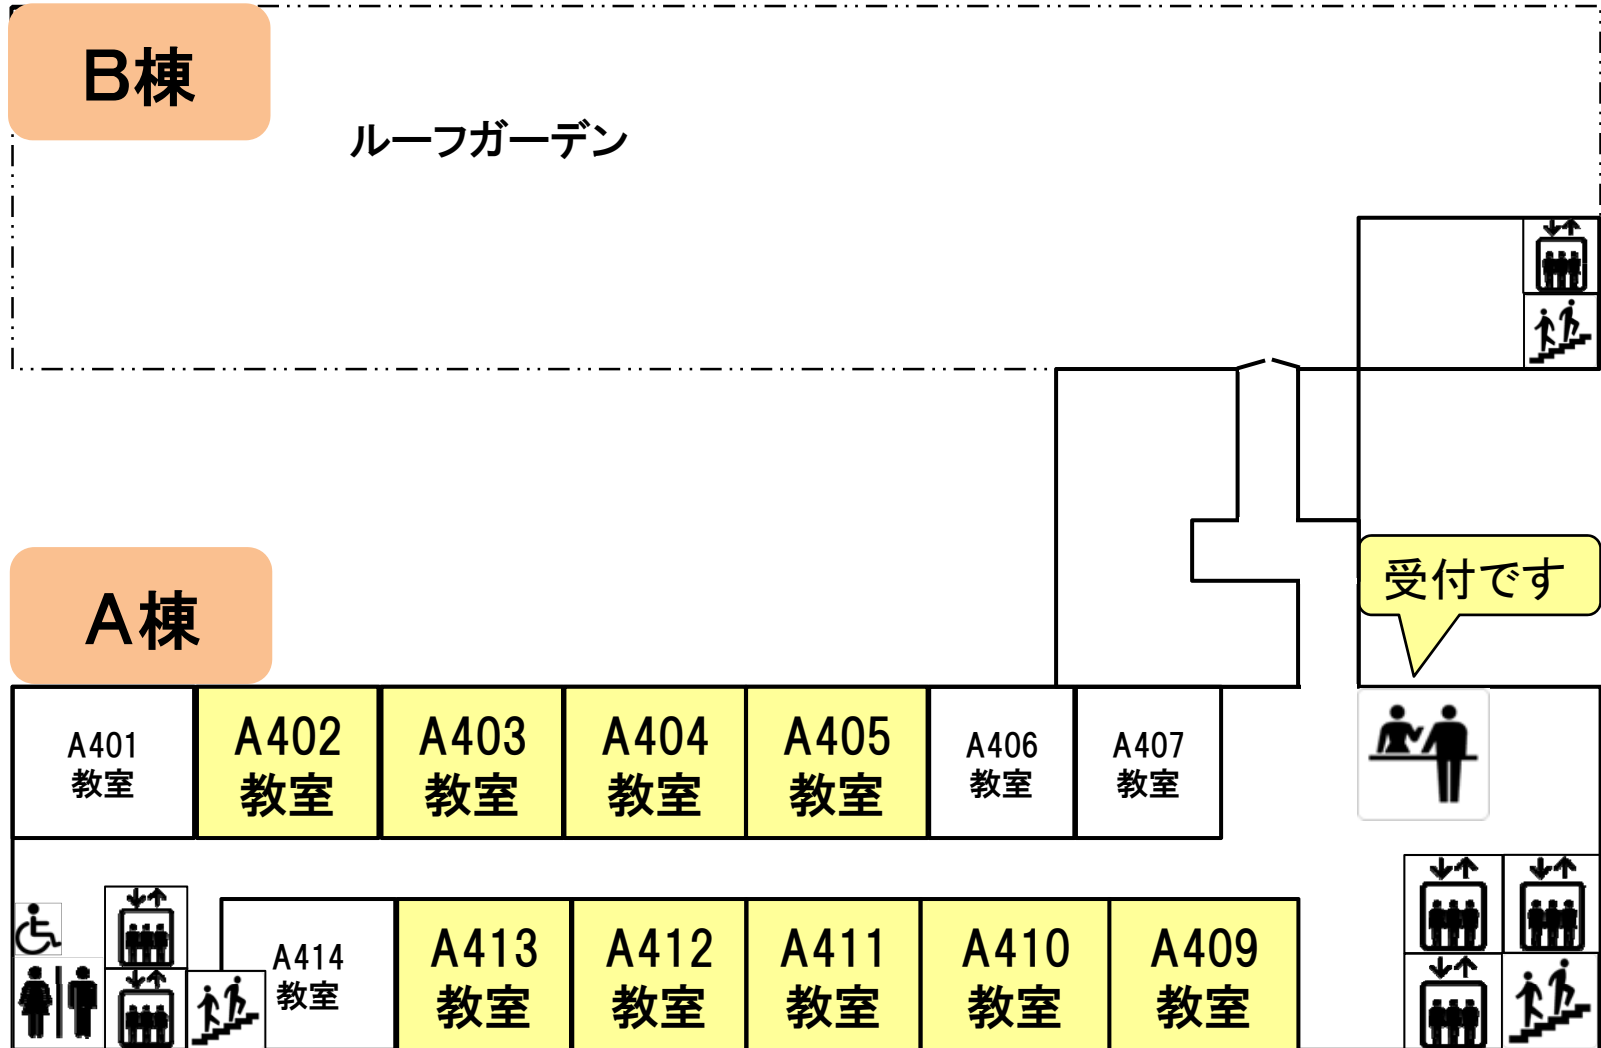 B棟
ルーフガーデン
受付です
A棟
A401
教室
A402
教室
A403
教室
A404
教室
A405
教室
A406
教室
A407
教室
A414
教室
A413
教室
A412
教室
A411
教室
A410
教室
A409
教室